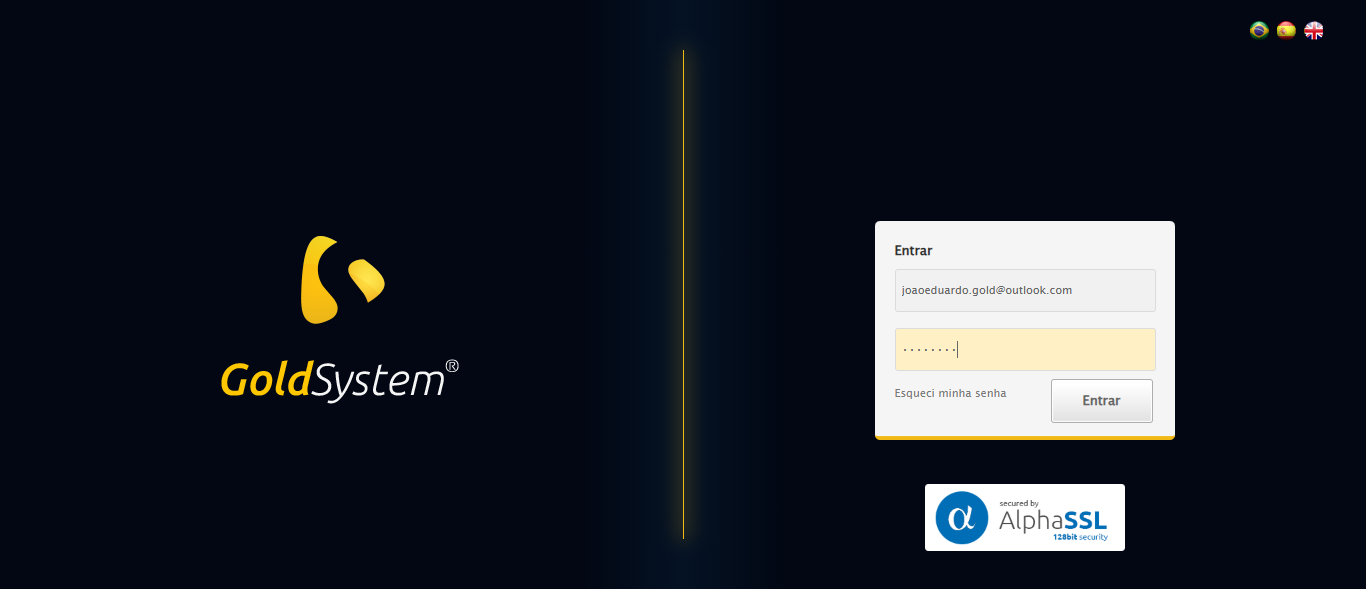 GoldSystem®
Entrar
joaoeduardo.gold@outlook.com
········
Esqueci minha senha
Entrar
secured by
α AlphaSSL
128bit security